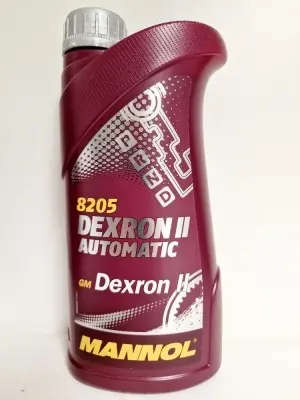 P R N D
8205
DEXRON II
AUTOMATIC
GM Dexron II
MANNOL